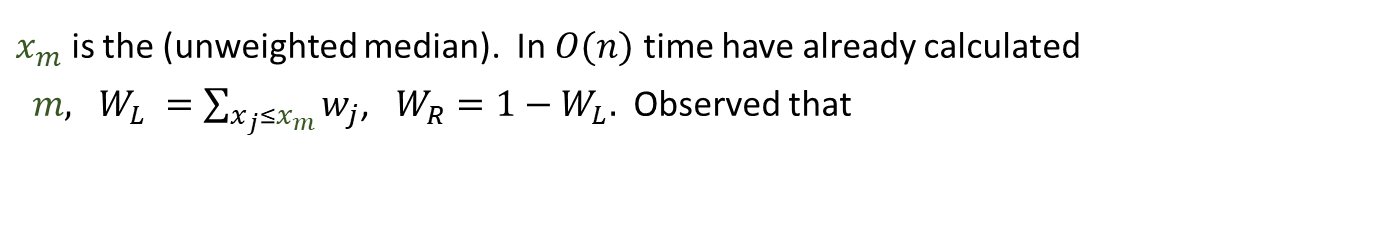 x_m is the (unweighted median). In O(n) time have already calculated
m, W_L = ∑_{x_j≤x_m} w_j, W_R = 1 − W_L. Observed that